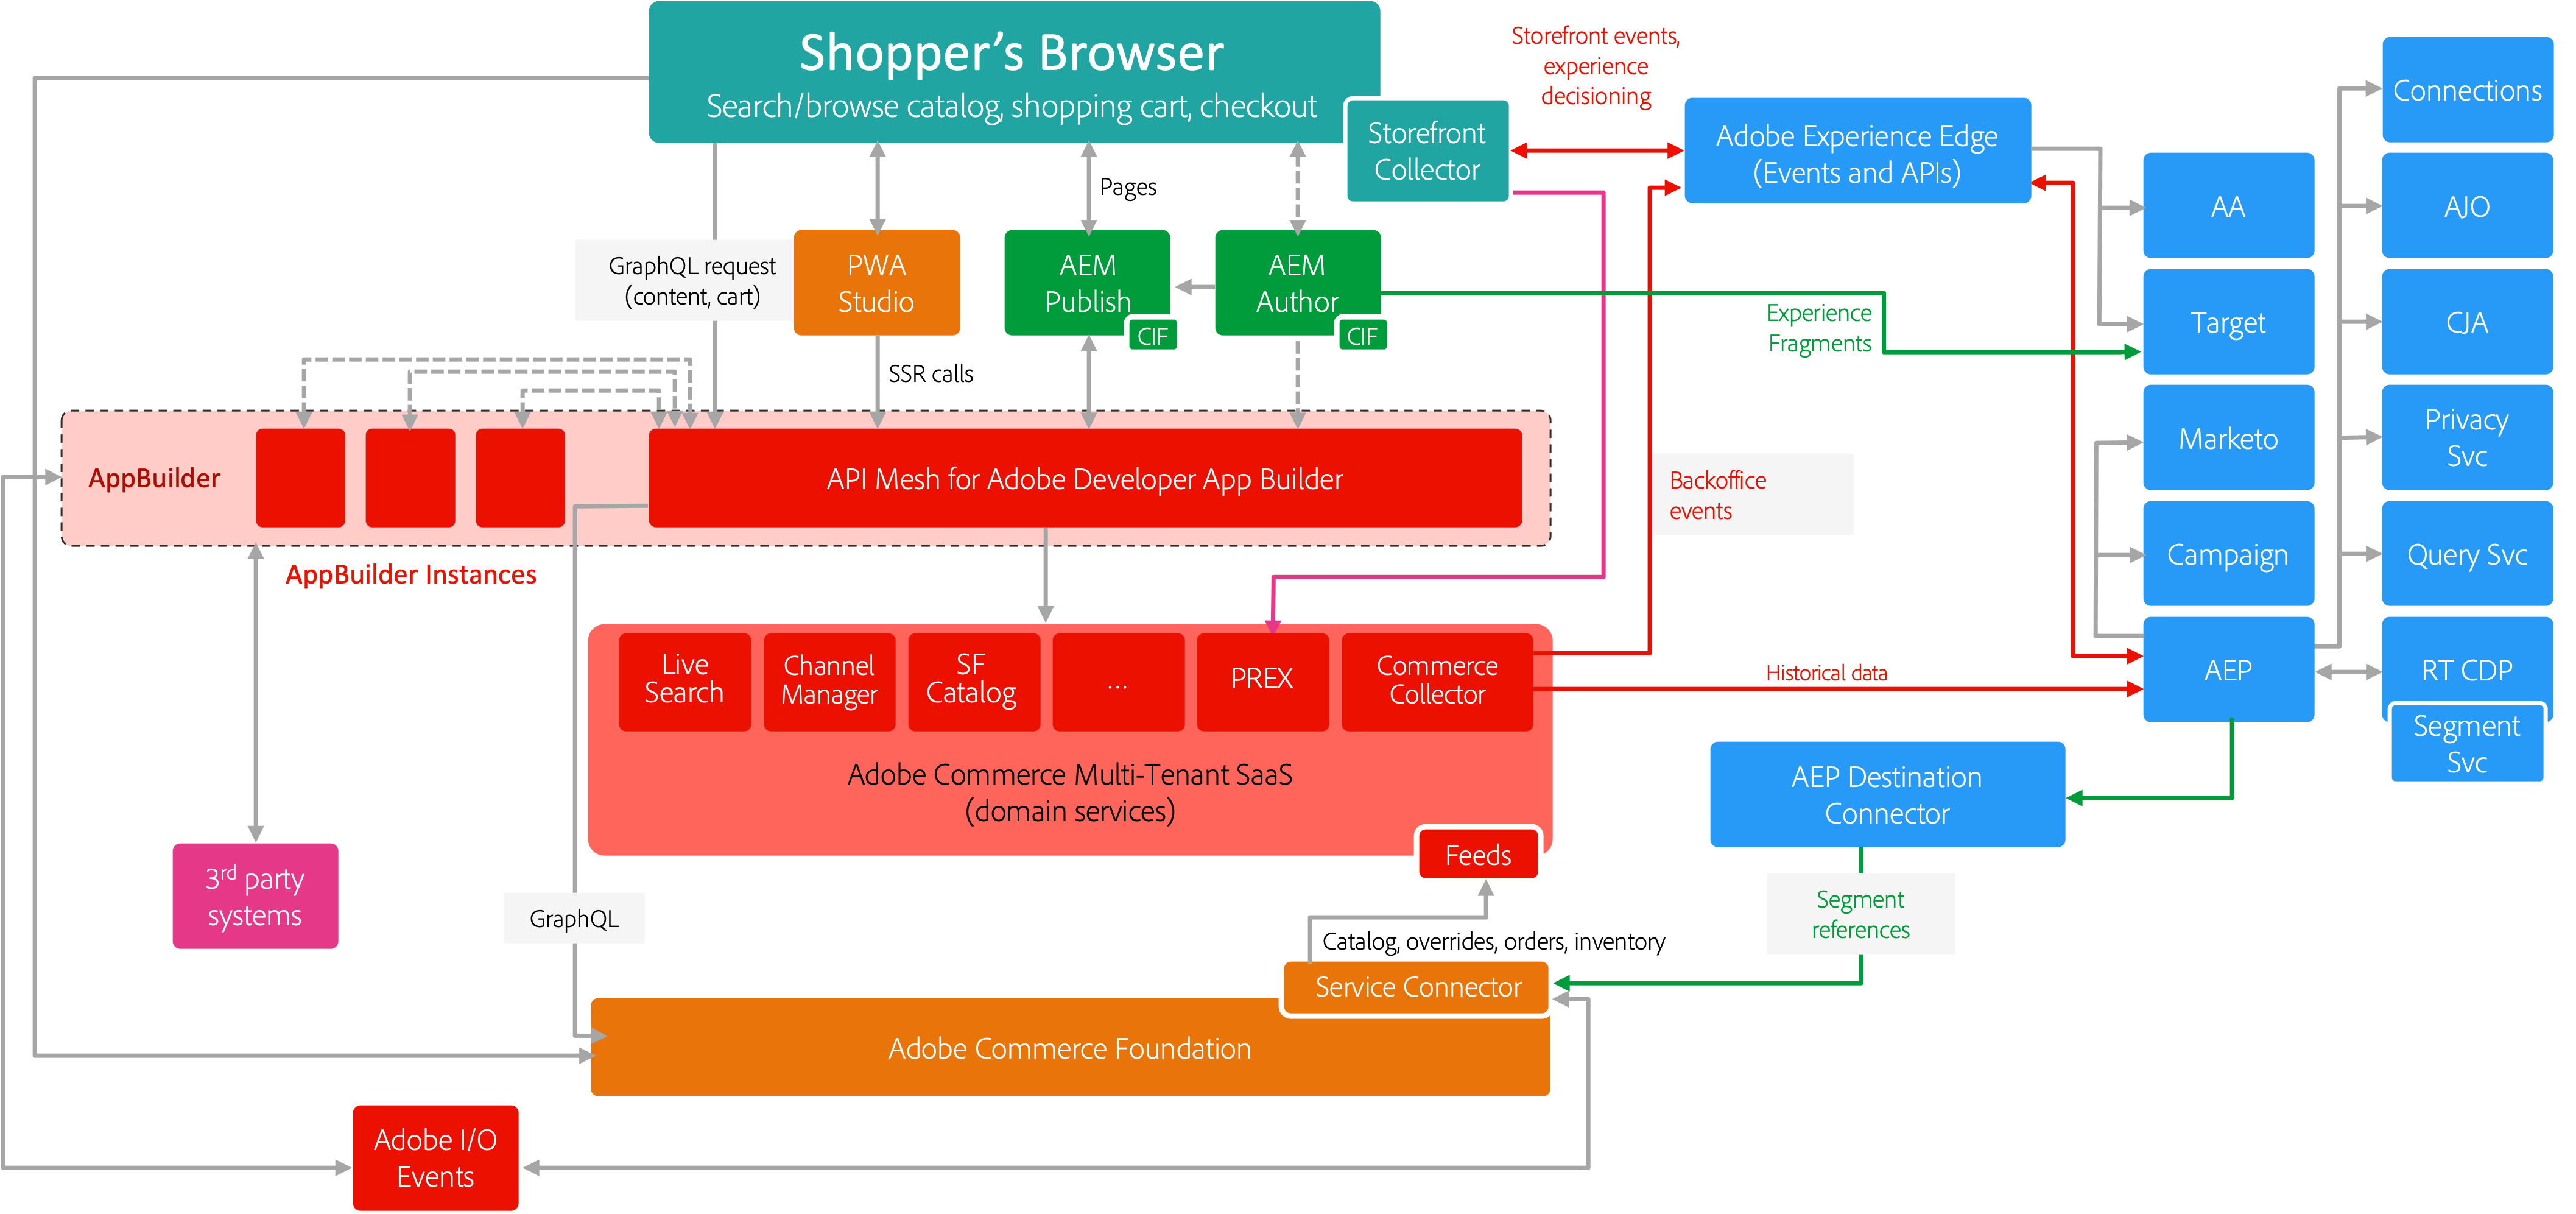 Shopper's Browser
Search/browse catalog, shopping cart, checkout
Storefront
Collector
Storefront events,
experience
decisioning
Adobe Experience Edge
(Events and APIs)
Connections
AA
AJO
Target
CJA
Marketo
Privacy
Svc
Campaign
Query Svc
AEP
RT CDP
Segment
Svc
Pages
GraphQL request
(content, cart)
PWA
Studio
AEM
Publish
CIF
AEM
Author
CIF
Experience
Fragments
SSR calls
AppBuilder
API Mesh for Adobe Developer App Builder
AppBuilder Instances
Backoffice
events
Live
Search
Channel
Manager
SF
Catalog
...
PREX
Commerce
Collector
Historical data
Adobe Commerce Multi-Tenant SaaS
(domain services)
Feeds
AEP Destination
Connector
3rd party
systems
GraphQL
Segment
references
Catalog, overrides, orders, inventory
Service Connector
Adobe Commerce Foundation
Adobe I/O
Events